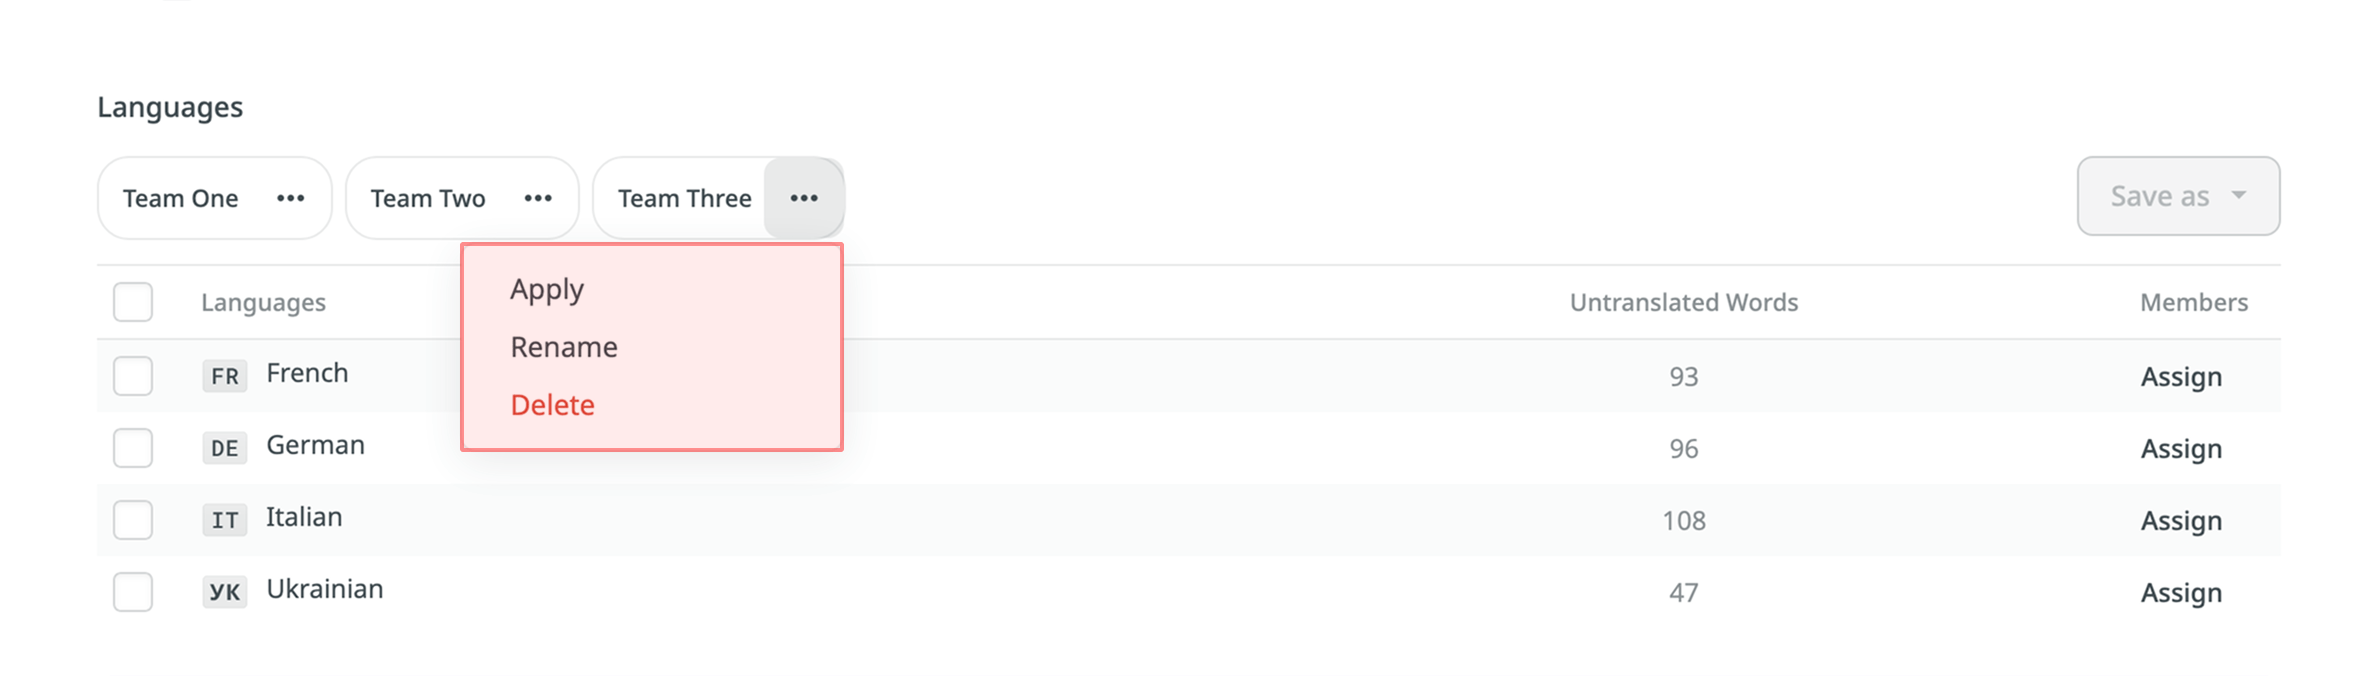 Languages
Team One ••• Team Two ••• Team Three ••• Save as
Apply
Rename
Delete
Languages Untranslated Words Members
FR French 93 Assign
DE German 96 Assign
IT Italian 108 Assign
УК Ukrainian 47 Assign